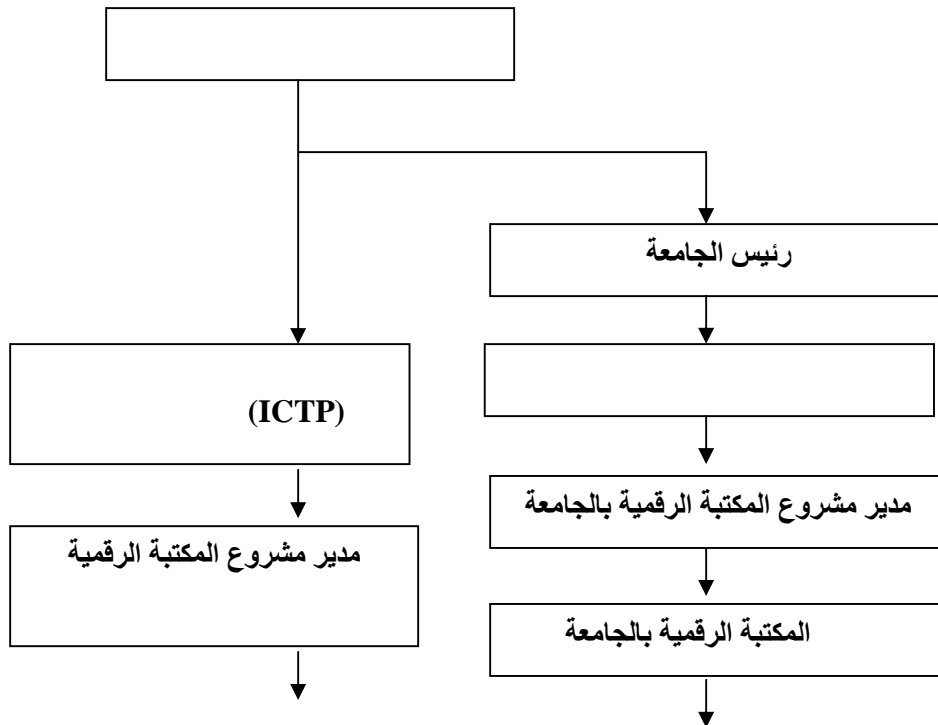 رئيس الجامعة
(ICTP)
مدير مشروع المكتبة الرقمية بالجامعة
مدير مشروع المكتبة الرقمية
المكتبة الرقمية بالجامعة